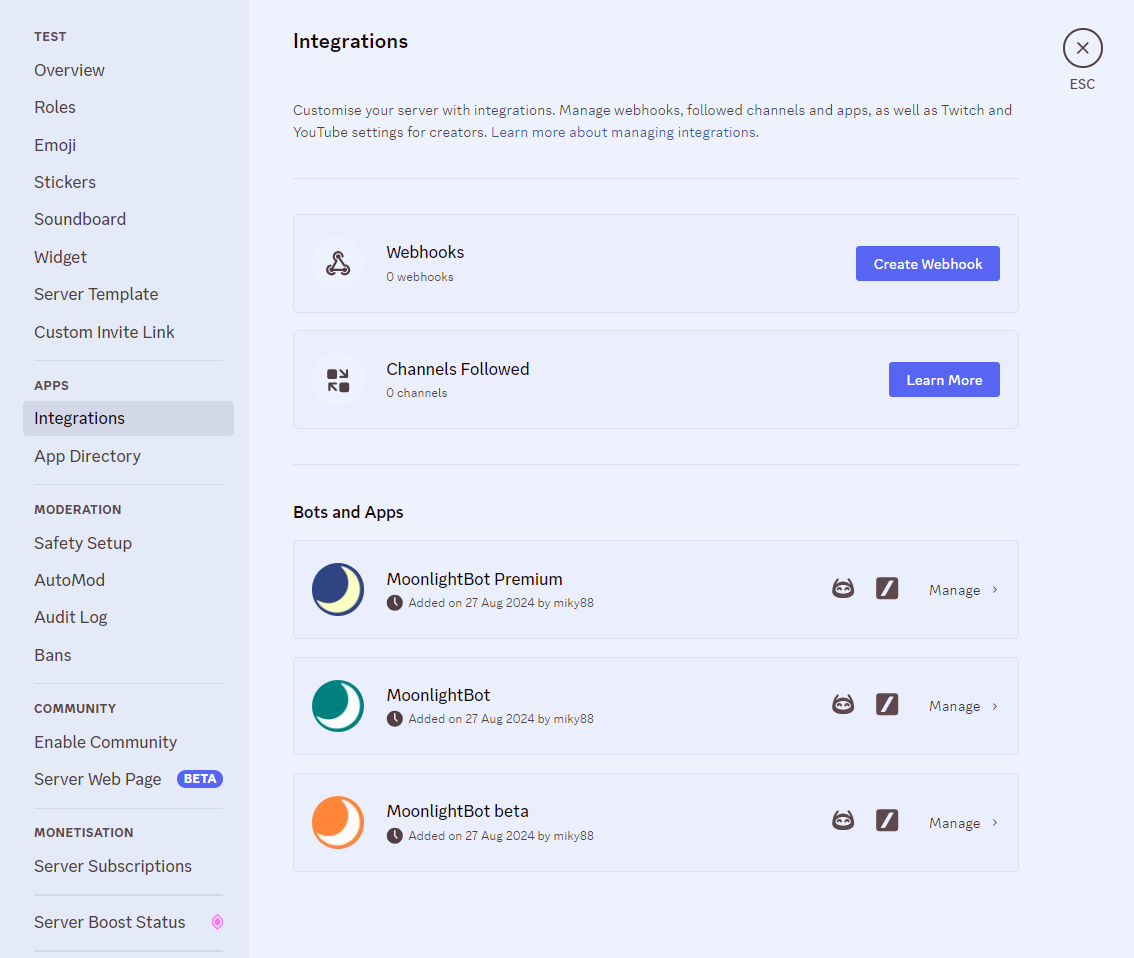 TEST
Overview
Roles
Emoji
Stickers
Soundboard
Widget
Server Template
Custom Invite Link
APPS
Integrations
App Directory
MODERATION
Safety Setup
AutoMod
Audit Log
Bans
COMMUNITY
Enable Community
Server Web Page BETA
MONETISATION
Server Subscriptions
Server Boost Status
Integrations
ESC
Customise your server with integrations. Manage webhooks, followed channels and apps, as well as Twitch and
YouTube settings for creators. Learn more about managing integrations.
Webhooks
0 webhooks
Create Webhook
Channels Followed
0 channels
Learn More
Bots and Apps
MoonlightBot Premium
Added on 27 Aug 2024 by miky88
Manage
MoonlightBot
Added on 27 Aug 2024 by miky88
Manage
MoonlightBot beta
Added on 27 Aug 2024 by miky88
Manage